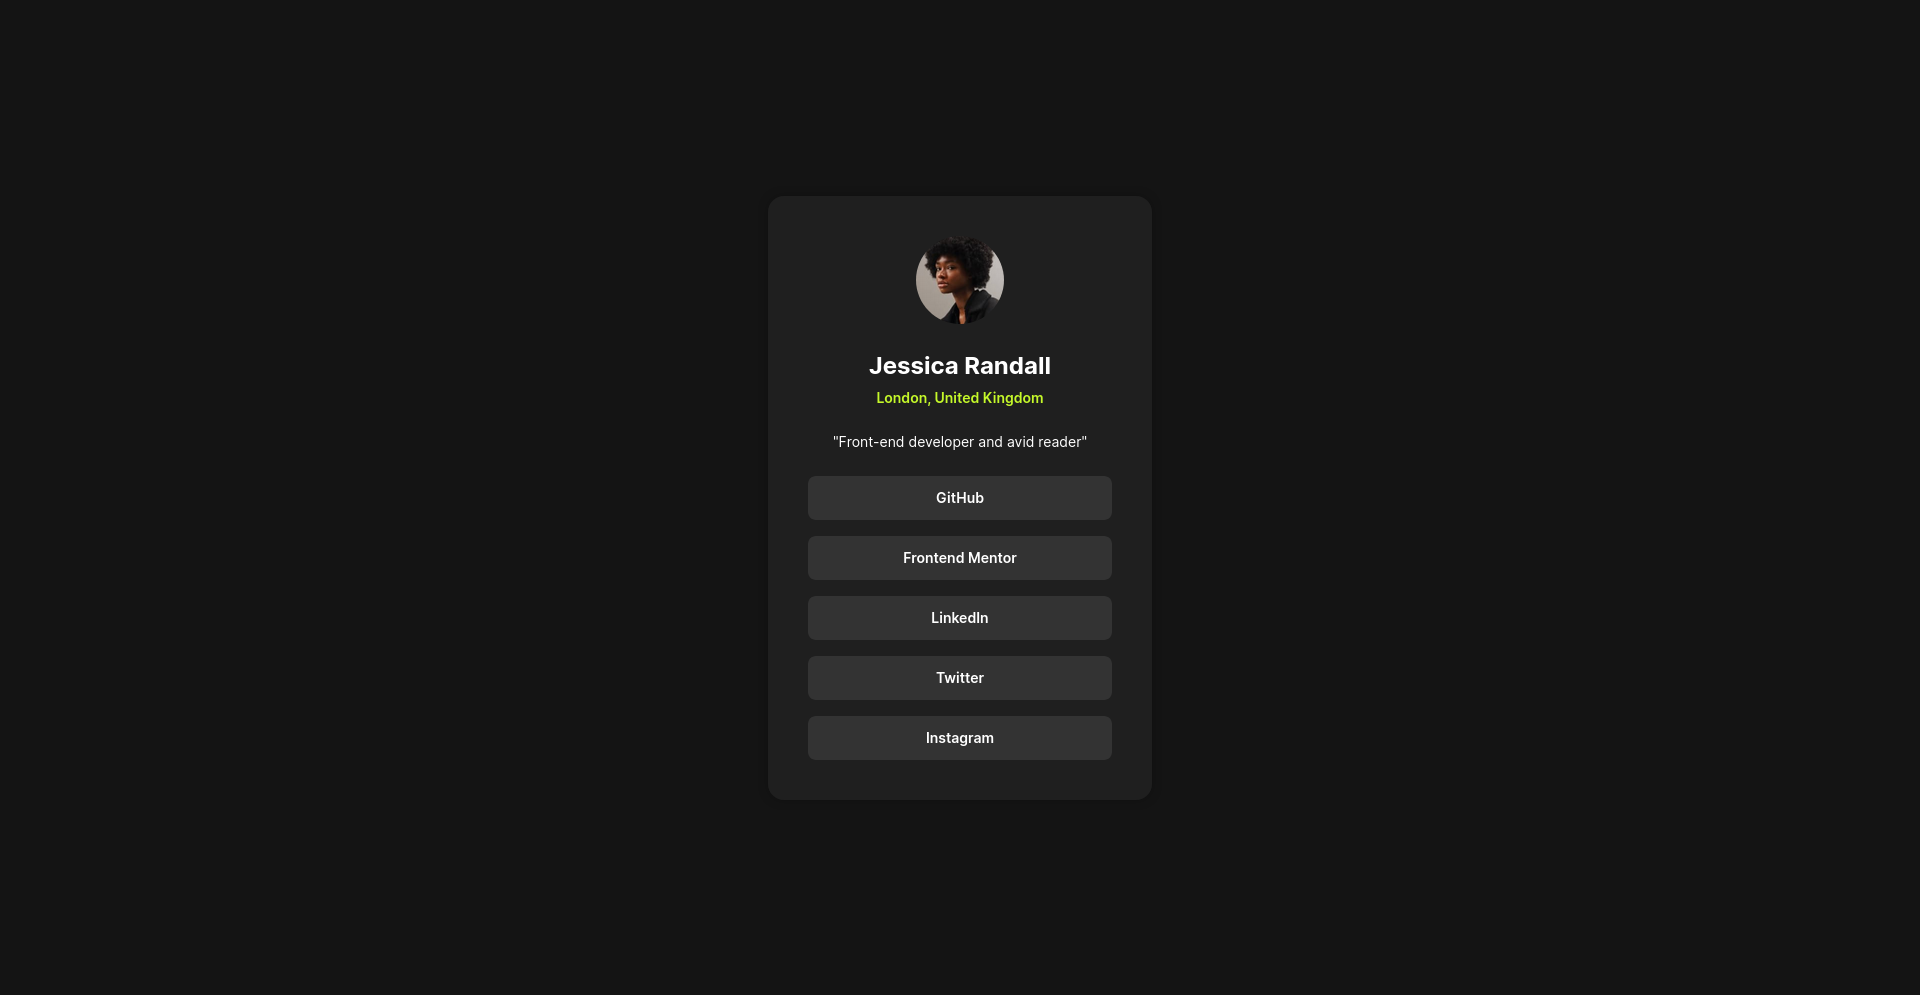 Jessica Randall
London, United Kingdom
"Front-end developer and avid reader"
GitHub
Frontend Mentor
LinkedIn
Twitter
Instagram